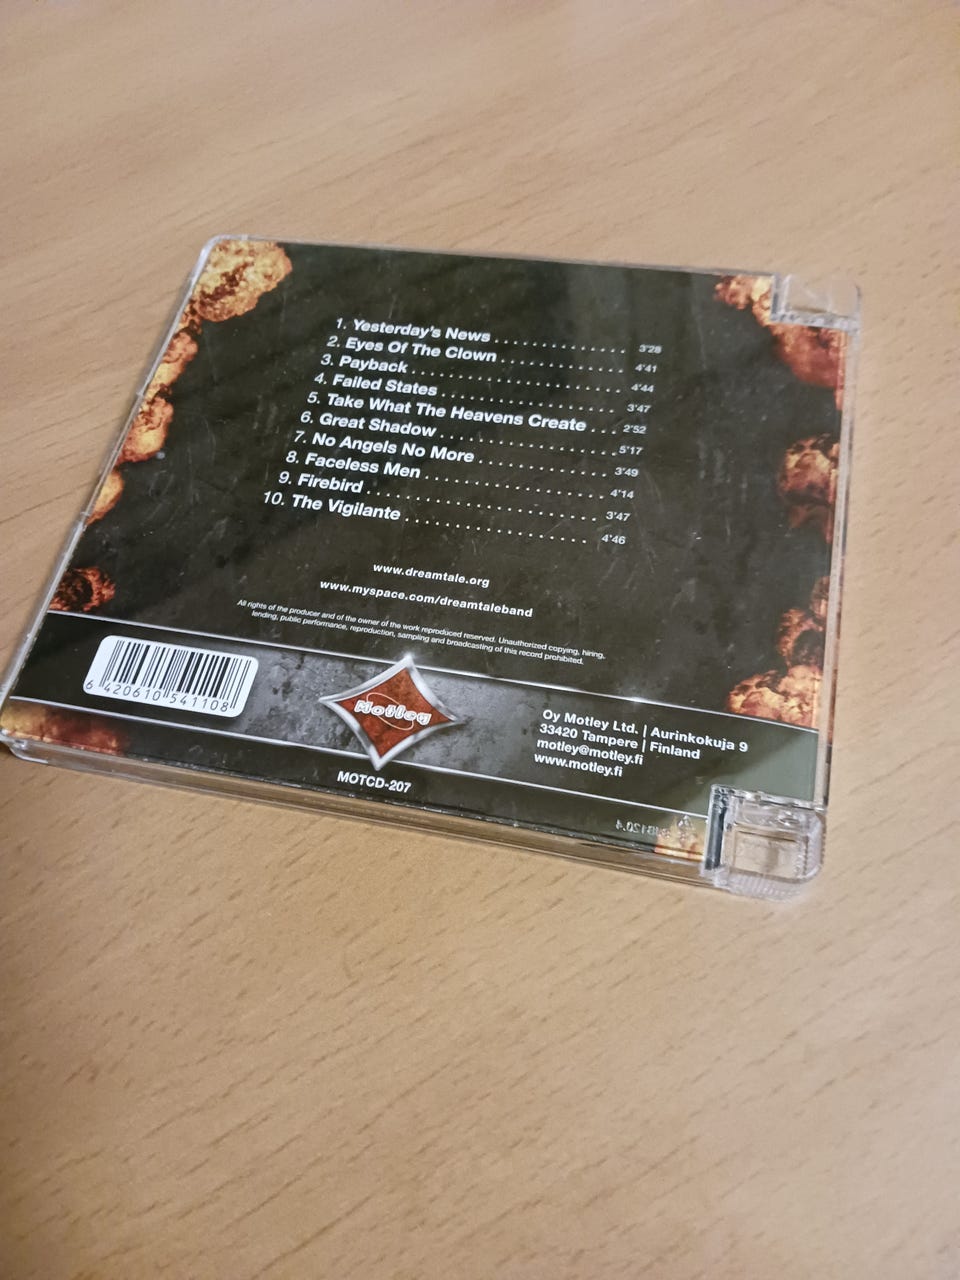 1. Yesterday's News . . . . . . . . . . . . . . 3'28
2. Eyes Of The Clown . . . . . . . . . . . . . 4'41
3. Payback . . . . . . . . . . . . . . . . . . . . . . 4'44
4. Failed States . . . . . . . . . . . . . . . . . . 3'47
5. Take What The Heavens Create . . . 2'52
6. Great Shadow . . . . . . . . . . . . . . . . . . 5'17
7. No Angels No More . . . . . . . . . . . . . 3'49
8. Faceless Men . . . . . . . . . . . . . . . . . . 4'14
9. Firebird . . . . . . . . . . . . . . . . . . . . . . . 3'47
10. The Vigilante . . . . . . . . . . . . . . . . . . 4'46
www.dreamtale.org
www.myspace.com/dreamtaleband
All rights of the producer and of the owner of the work reproduced reserved. Unauthorized copying, hiring,
lending, public performance, reproduction, sampling and broadcasting of this record prohibited.
6 420610 541108
Motley
Oy Motley Ltd. | Aurinkokuja 9
33420 Tampere | Finland
motley@motley.fi
www.motley.fi
MOTCD-207